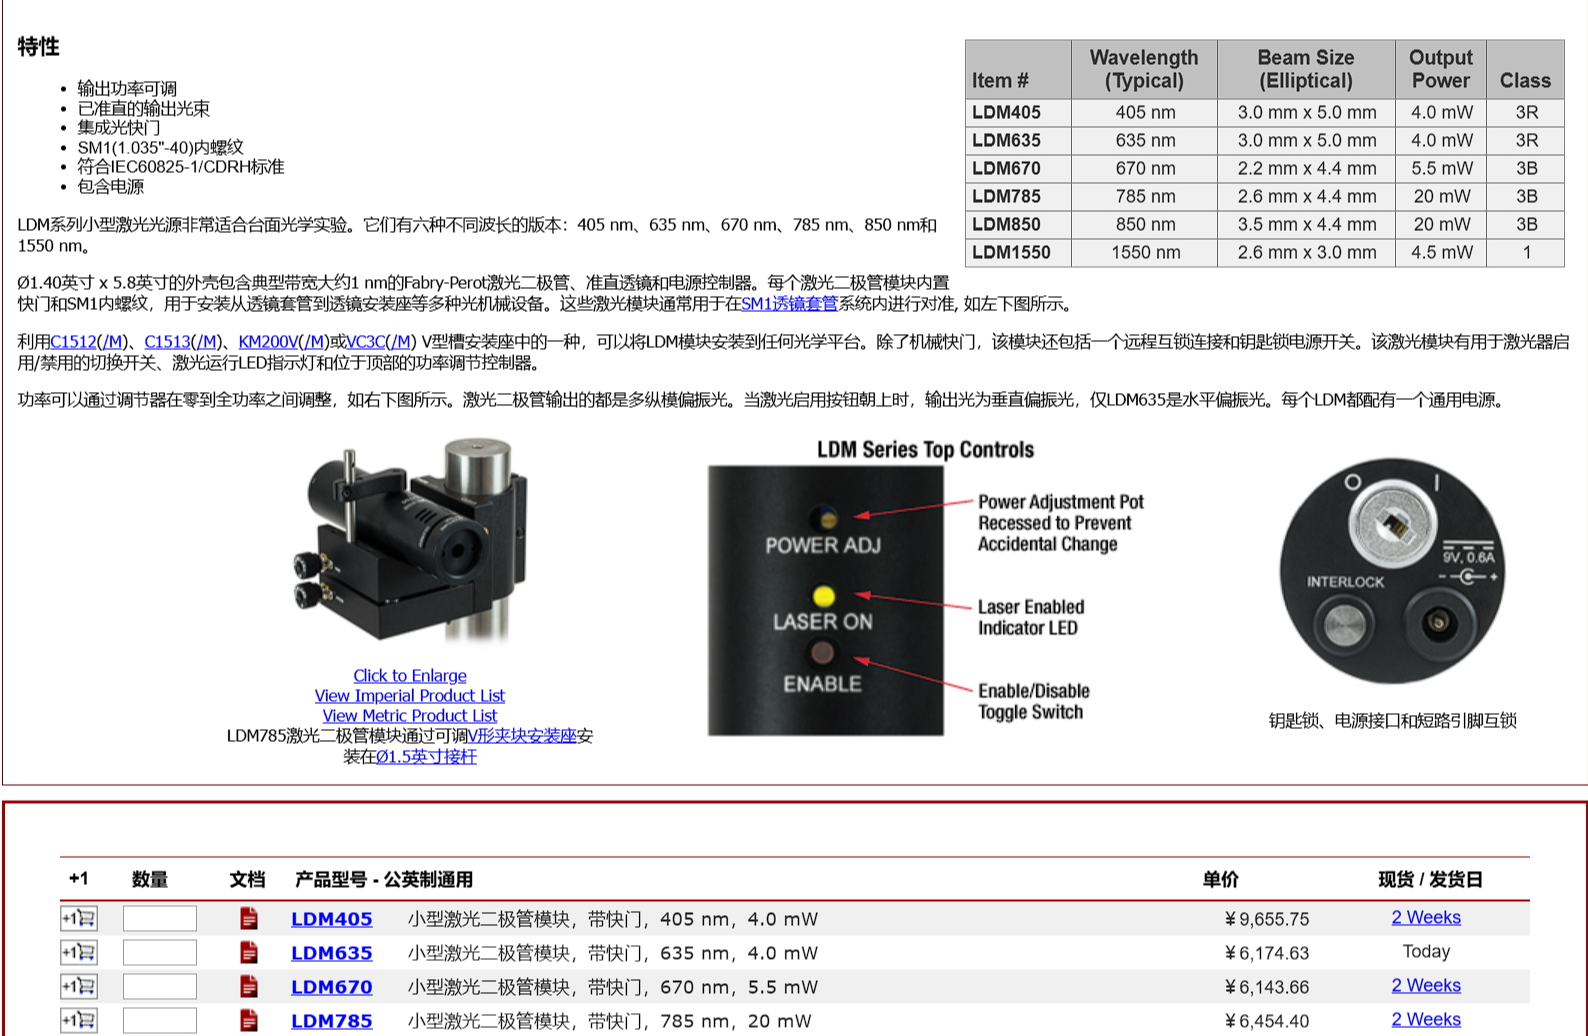 特性
• 输出功率可调
• 已准直的输出光束
• 集成光快门
• SM1(1.035"-40)内螺纹
• 符合IEC60825-1/CDRH标准
• 包含电源
Item # Wavelength (Typical) Beam Size (Elliptical) Output Power Class
LDM405 405 nm 3.0 mm x 5.0 mm 4.0 mW 3R
LDM635 635 nm 3.0 mm x 5.0 mm 4.0 mW 3R
LDM670 670 nm 2.2 mm x 4.4 mm 5.5 mW 3B
LDM785 785 nm 2.6 mm x 4.4 mm 20 mW 3B
LDM850 850 nm 3.5 mm x 4.4 mm 20 mW 3B
LDM1550 1550 nm 2.6 mm x 3.0 mm 4.5 mW 1
LDM系列小型激光光源非常适合台面光学实验。它们有六种不同波长的版本：405 nm、635 nm、670 nm、785 nm、850 nm和
1550 nm。
Ø1.40英寸 x 5.8英寸的外壳包含典型带宽大约1 nm的Fabry-Perot激光二极管、准直透镜和电源控制器。每个激光二极管模块内置
快门和SM1内螺纹，用于安装从透镜套管到透镜安装座等多种光机械设备。这些激光模块通常用于在SM1透镜套管系统内进行对准, 如左下图所示。
利用C1512(/M)、C1513(/M)、KM200V(/M)或VC3C(/M) V型槽安装座中的一种，可以将LDM模块安装到任何光学平台。除了机械快门，该模块还包括一个远程互锁连接和钥匙锁电源开关。该激光模块有用于激光器启
用/禁用的切换开关、激光运行LED指示灯和位于顶部的功率调节控制器。
功率可以通过调节器在零到全功率之间调整，如右下图所示。激光二极管输出的都是多纵模偏振光。当激光启用按钮朝上时，输出光为垂直偏振光，仅LDM635是水平偏振光。每个LDM都配有一个通用电源。
Click to Enlarge
View Imperial Product List
View Metric Product List
LDM785激光二极管模块通过可调V形夹块安装座安
装在Ø1.5英寸接杆
LDM Series Top Controls
POWER ADJ
LASER ON
ENABLE
Power Adjustment Pot
Recessed to Prevent
Accidental Change
Laser Enabled
Indicator LED
Enable/Disable
Toggle Switch
O I
9V, 0.6A
INTERLOCK
- +
钥匙锁、电源接口和短路引脚互锁
+1 数量 文档 产品型号 - 公英制通用 单价 现货 / 发货日
+1 LDM405 小型激光二极管模块，带快门，405 nm，4.0 mW ￥9,655.75 2 Weeks
+1 LDM635 小型激光二极管模块，带快门，635 nm，4.0 mW ￥6,174.63 Today
+1 LDM670 小型激光二极管模块，带快门，670 nm，5.5 mW ￥6,143.66 2 Weeks
+1 LDM785 小型激光二极管模块，带快门，785 nm，20 mW ￥6,454.40 2 Weeks